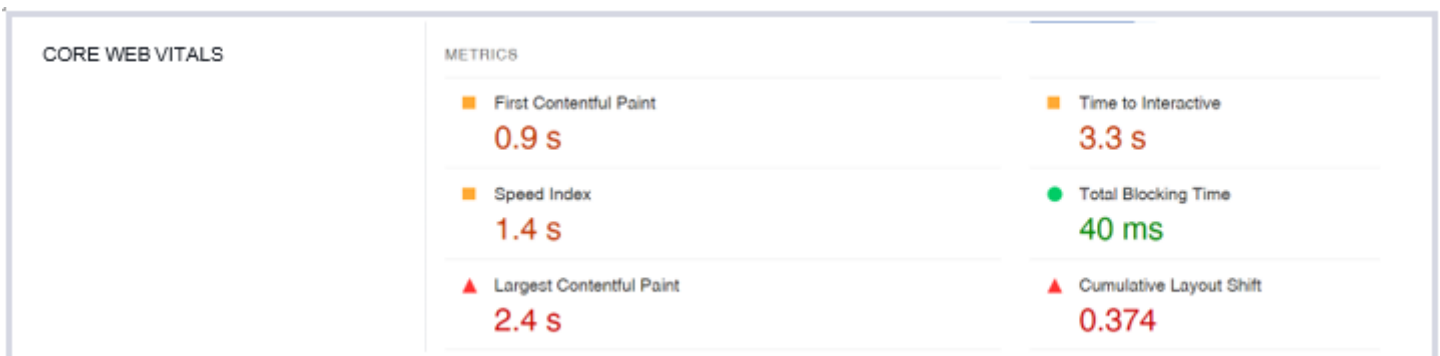 CORE WEB VITALS
METRICS
First Contentful Paint
0.9 s
Time to Interactive
3.3 s
Speed Index
1.4 s
Total Blocking Time
40 ms
Largest Contentful Paint
2.4 s
Cumulative Layout Shift
0.374